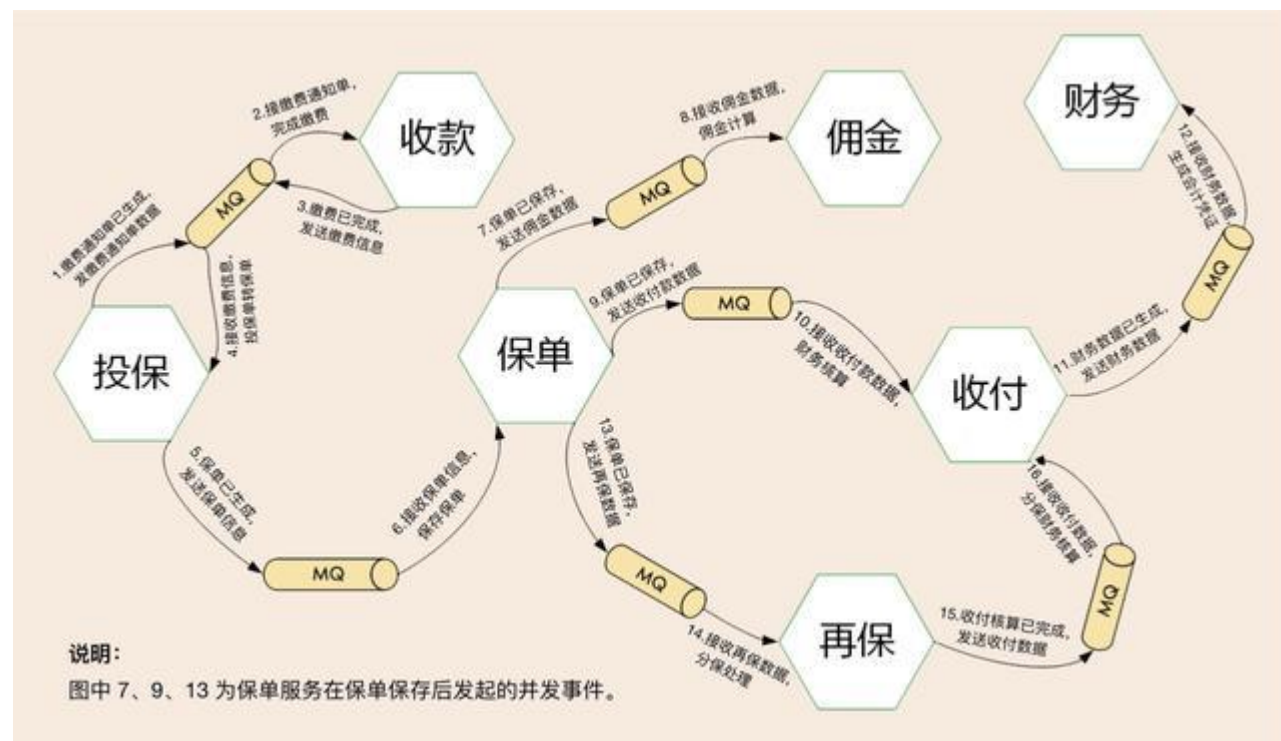 2.接缴费通知单，
完成缴费
收款
MQ
3.缴费已完成，
发送缴费信息
1.缴费通知单已生成，
发缴费通知单数据
4.接收缴费信息，
投保单转保单
投保
5.保单已生成，
发送保单信息
MQ
6.接收保单信息，
保存保单
保单
7.保单已保存，
发送佣金数据
MQ
8.接收佣金数据，
佣金计算
佣金
9.保单已保存，
发送收付款数据
MQ
10.接收收付款数据，
财务核算
收付
11.财务数据已生成，
发送财务数据
MQ
12.接收财务数据，
生成会计凭证
财务
13.保单已保存，
发送再保数据
MQ
14.接收再保数据，
分保处理
再保
15.收付核算已完成，
发送收付数据
MQ
16.接收收付数据，
分保财务核算
说明：
图中 7、9、13 为保单服务在保单保存后发起的并发事件。